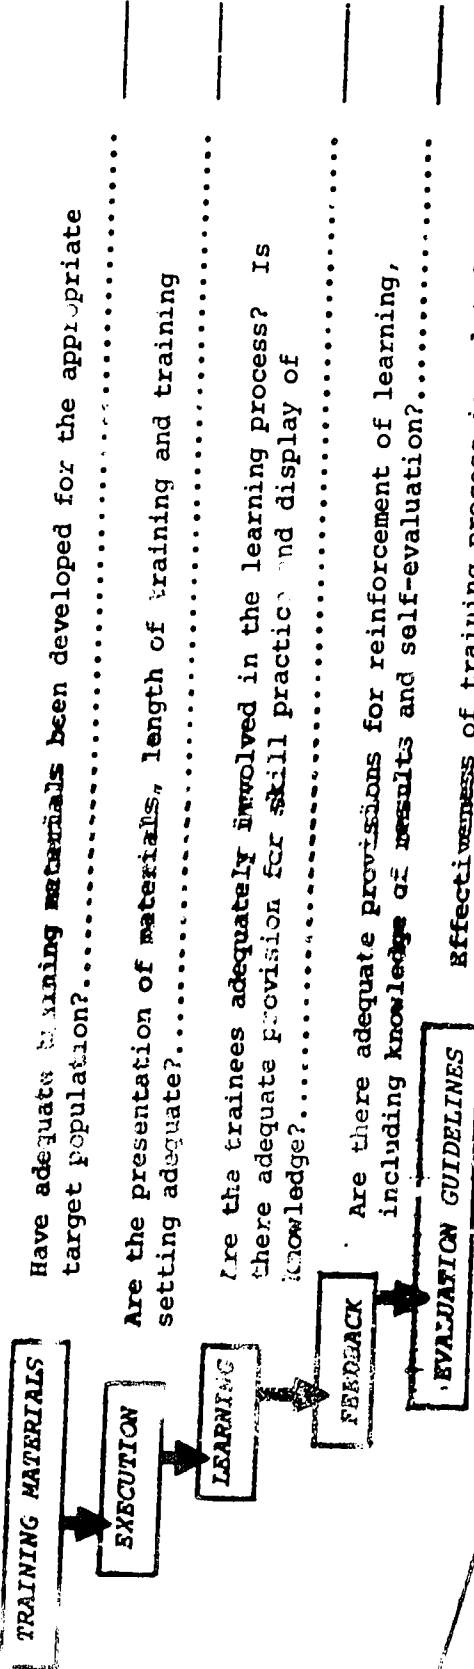 TRAINING MATERIALS
Have adequate training materials been developed for the appropriate
target population?..........
EXECUTION
Are the presentation of materials, length of training and training
setting adequate?..........
LEARNING
Are the trainees adequately involved in the learning process? Is
there adequate provision for skill practice and display of
knowledge?..........
FEEDBACK
Are there adequate provisions for reinforcement of learning,
including knowledge of results and self-evaluation?..........
EVALUATION GUIDELINES
Effectiveness of training process